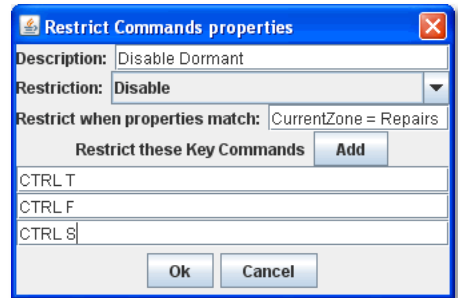 Restrict Commands properties
Description: Disable Dormant
Restriction: Disable
Restrict when properties match: CurrentZone = Repairs
Restrict these Key Commands Add
CTRL T
CTRL F
CTRL S
Ok Cancel